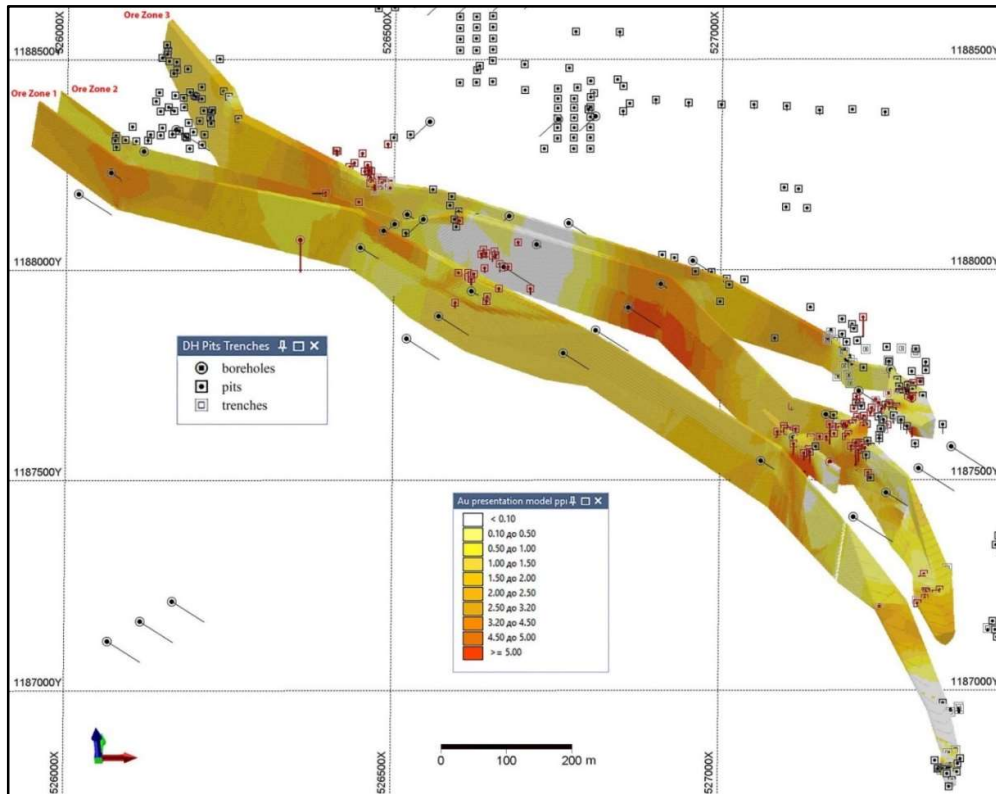 Ore Zone 3
526000X
526500X
527000X
1188500Y
1188500Y
Ore Zone 1
Ore Zone 2
1188000Y
1188000Y
DH Pits Trenches
boreholes
pits
trenches
1187500Y
1187500Y
Au presentation model pp
< 0.10
0.10 до 0.50
0.50 до 1.00
1.00 до 1.50
1.50 до 2.00
2.00 до 2.50
2.50 до 3.20
3.20 до 4.50
4.50 до 5.00
>= 5.00
1187000Y
1187000Y
0 100 200 m
526000X
526500X
527000X